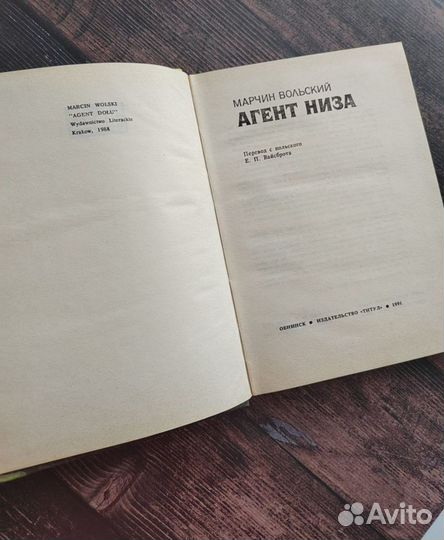 MARCIN WOLSKI
"AGENT DOŁU"
Wydawnictwo Literackie
Krakow, 1988
МАРЧИН ВОЛЬСКИЙ
АГЕНТ НИЗА
Перевод с польского
Е. П. Вайсброта
ОБНИНСК ● ИЗДАТЕЛЬСТВО «ТИТУЛ» ● 1991
Avito